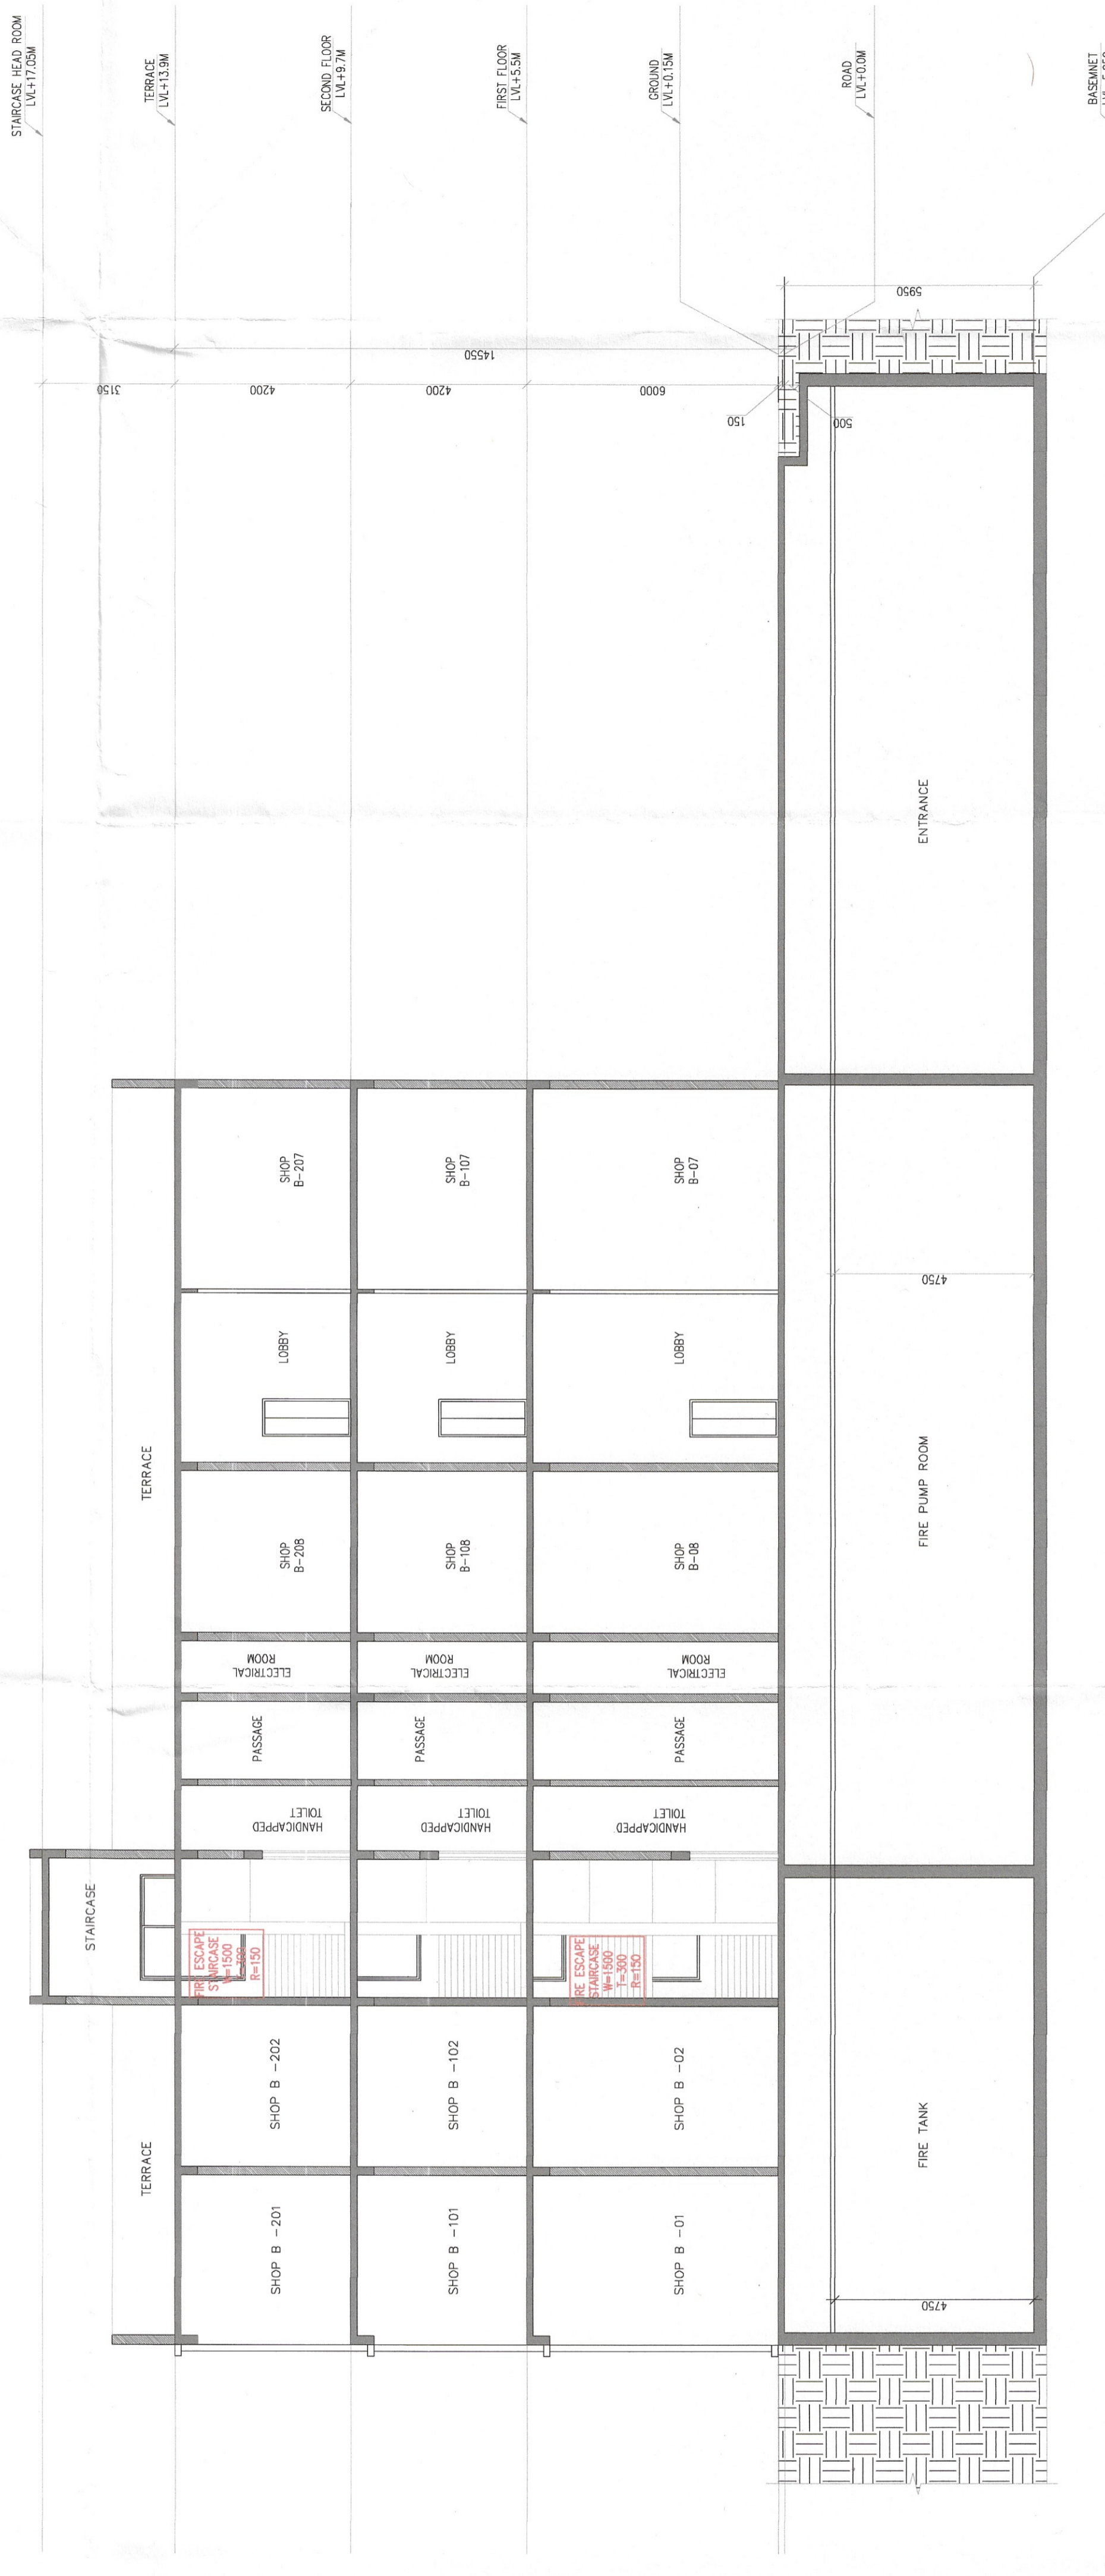 STAIRCASE HEAD ROOM
LVL+17.05M
TERRACE
LVL+13.9M
SECOND FLOOR
LVL+9.7M
FIRST FLOOR
LVL+5.5M
GROUND
LVL+0.15M
ROAD
LVL+0.0M
BASEMNET
3150
4200
4200
6000
14550
150
500
5950
STAIRCASE
TERRACE
TERRACE
SHOP B -201
SHOP B -202
FIRE ESCAPE
STAIRCASE
W=1500
R=150
HANDICAPPED
TOILET
PASSAGE
ELECTRICAL
ROOM
SHOP
B-208
LOBBY
SHOP
B-207
SHOP B -101
SHOP B -102
HANDICAPPED
TOILET
PASSAGE
ELECTRICAL
ROOM
SHOP
B-108
LOBBY
SHOP
B-107
SHOP B -01
SHOP B -02
FIRE ESCAPE
STAIRCASE
W=1500
T=300
R=150
HANDICAPPED
TOILET
PASSAGE
ELECTRICAL
ROOM
SHOP
B-08
LOBBY
SHOP
B-07
4750
FIRE TANK
FIRE PUMP ROOM
4750
ENTRANCE